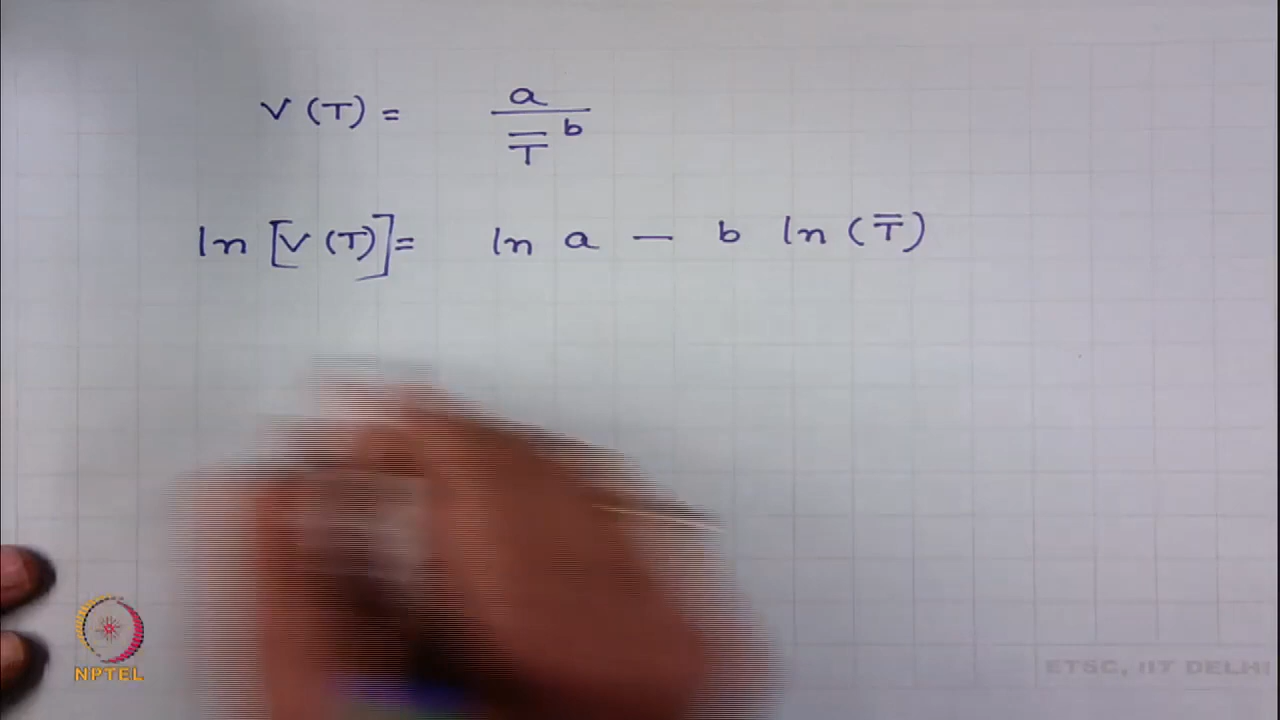 V (T) = a / T̿ ^b
ln [V (T)] = ln a — b ln (T̿)
NPTEL
ETSC, IIT DELHI